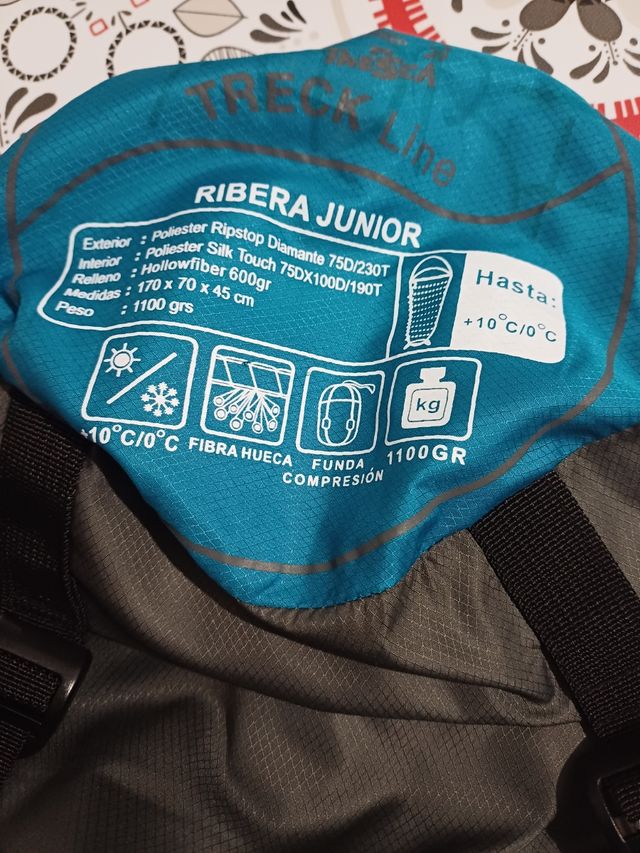 TRECK Line
RIBERA JUNIOR
Exterior : Poliester Ripstop Diamante 75D/230T
Interior : Poliester Silk Touch 75DX100D/190T
Relleno : Hollowfiber 600gr
Medidas : 170 x 70 x 45 cm
Peso : 1100 grs
Hasta:
+10°C/0°C
kg
+10°C/0°C
FIBRA HUECA
FUNDA
COMPRESIÓN
1100GR